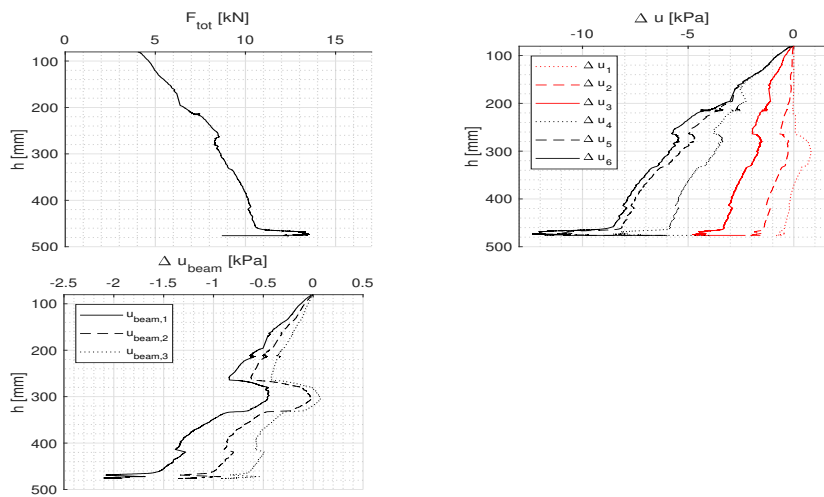 F_tot [kN]
0 5 10 15
100
200
300
400
500
h [mm]
Δ u [kPa]
-10 -5 0
100
200
300
400
500
h [mm]
Δ u_1
Δ u_2
Δ u_3
Δ u_4
Δ u_5
Δ u_6
Δ u_beam [kPa]
-2.5 -2 -1.5 -1 -0.5 0 0.5
100
200
300
400
500
h [mm]
u_beam,1
u_beam,2
u_beam,3